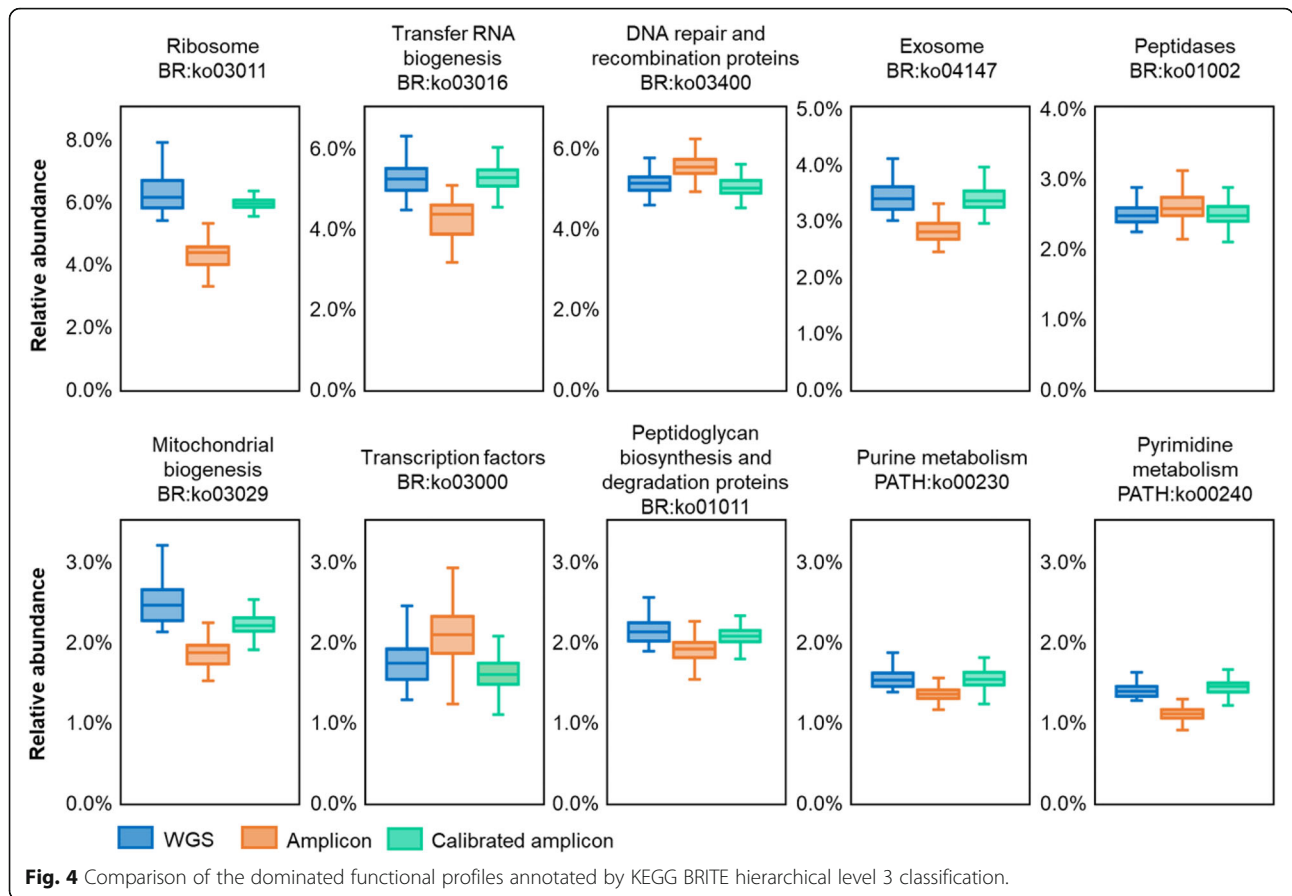 Ribosome
BR:ko03011
Transfer RNA
biogenesis
BR:ko03016
DNA repair and
recombination proteins
BR:ko03400
Exosome
BR:ko04147
Peptidases
BR:ko01002
Relative abundance
8.0%
6.0%
4.0%
2.0%
0.0%
6.0%
4.0%
2.0%
0.0%
6.0%
4.0%
2.0%
0.0%
5.0%
4.0%
3.0%
2.0%
1.0%
0.0%
4.0%
3.0%
2.0%
1.0%
0.0%
Mitochondrial
biogenesis
BR:ko03029
Transcription factors
BR:ko03000
Peptidoglycan
biosynthesis and
degradation proteins
BR:ko01011
Purine metabolism
PATH:ko00230
Pyrimidine
metabolism
PATH:ko00240
Relative abundance
3.0%
2.0%
1.0%
0.0%
3.0%
2.0%
1.0%
0.0%
3.0%
2.0%
1.0%
0.0%
3.0%
2.0%
1.0%
0.0%
3.0%
2.0%
1.0%
0.0%
WGS
Amplicon
Calibrated amplicon
Fig. 4 Comparison of the dominated functional profiles annotated by KEGG BRITE hierarchical level 3 classification.